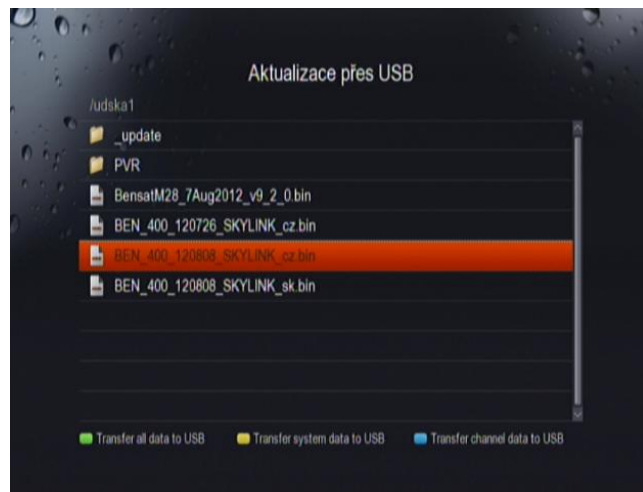 Aktualizace přes USB
/udska1
_update
PVR
BensatM28_7Aug2012_v9_2_0.bin
BEN_400_120726_SKYLINK_cz.bin
BEN_400_120808_SKYLINK_cz.bin
BEN_400_120808_SKYLINK_sk.bin
Transfer all data to USB Transfer system data to USB Transfer channel data to USB